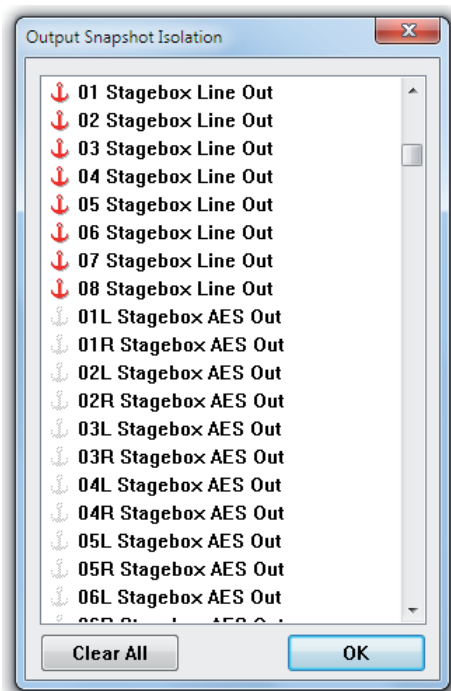 Output Snapshot Isolation
01 Stagebox Line Out
02 Stagebox Line Out
03 Stagebox Line Out
04 Stagebox Line Out
05 Stagebox Line Out
06 Stagebox Line Out
07 Stagebox Line Out
08 Stagebox Line Out
01L Stagebox AES Out
01R Stagebox AES Out
02L Stagebox AES Out
02R Stagebox AES Out
03L Stagebox AES Out
03R Stagebox AES Out
04L Stagebox AES Out
04R Stagebox AES Out
05L Stagebox AES Out
05R Stagebox AES Out
06L Stagebox AES Out
Clear All
OK